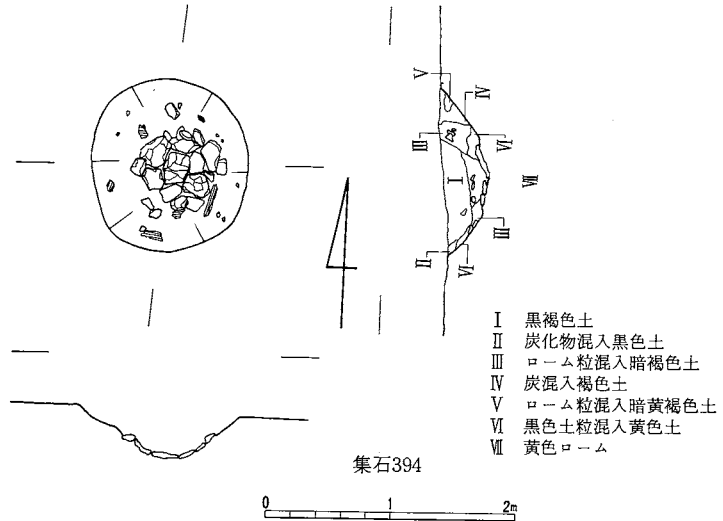 V
IV
III
VI
I
VII
III
II
VI
I 黒褐色土
II 炭化物混入黒色土
III ローム粒混入暗褐色土
IV 炭混入褐色土
V ローム粒混入暗黄褐色土
VI 黒色土粒混入黄色土
VII 黄色ローム
集石394
0 1 2m